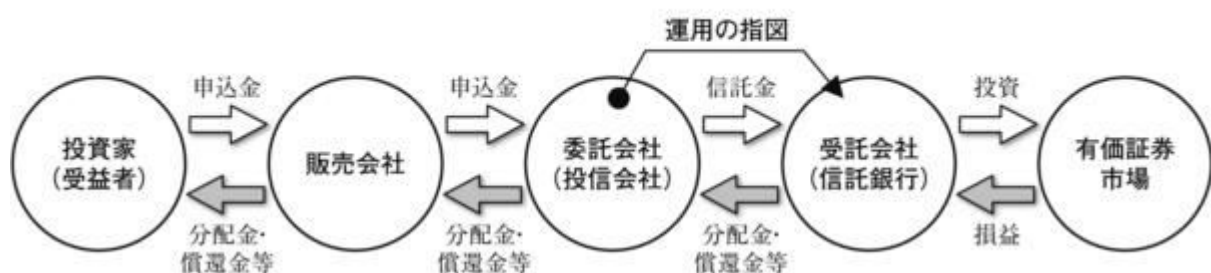 運用の指図
申込金
申込金
信託金
投資
投資家
（受益者）
販売会社
委託会社
（投信会社）
受託会社
（信託銀行）
有価証券
市場
分配金・
償還金等
分配金・
償還金等
分配金・
償還金等
損益